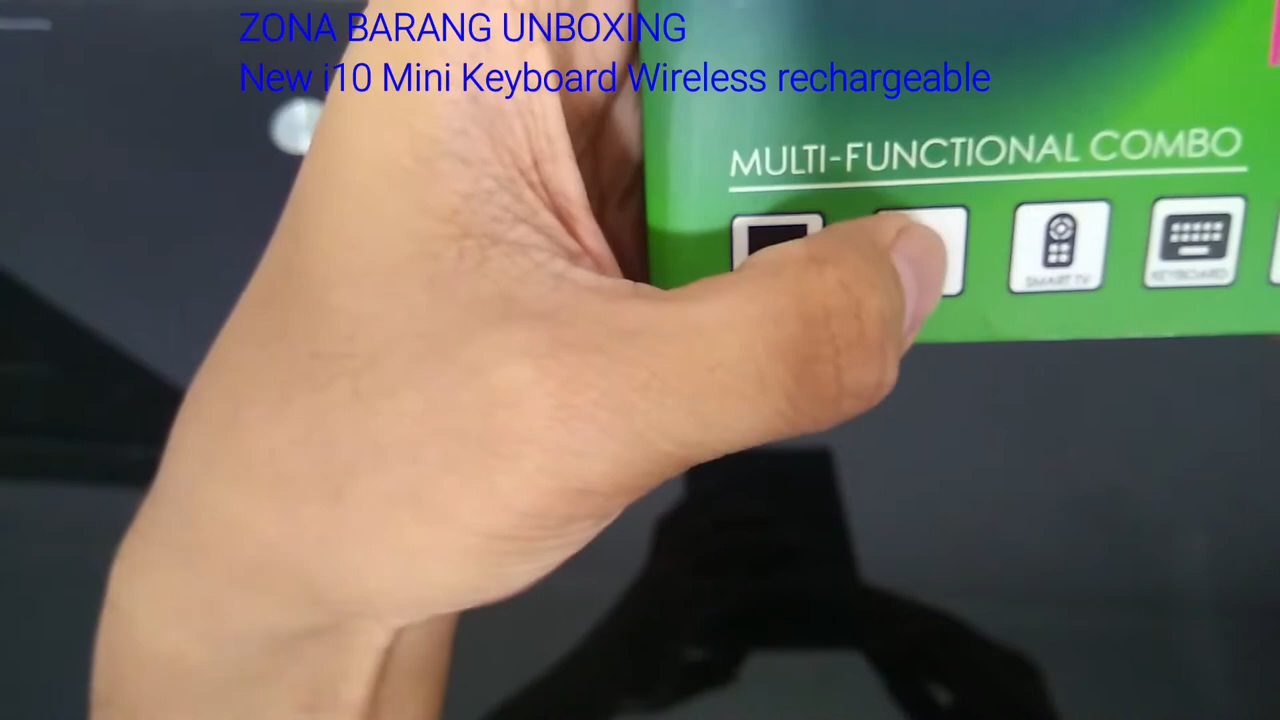 ZONA BARANG UNBOXING
New i10 Mini Keyboard Wireless rechargeable
MULTI-FUNCTIONAL COMBO
SMART TV
KEYBOARD